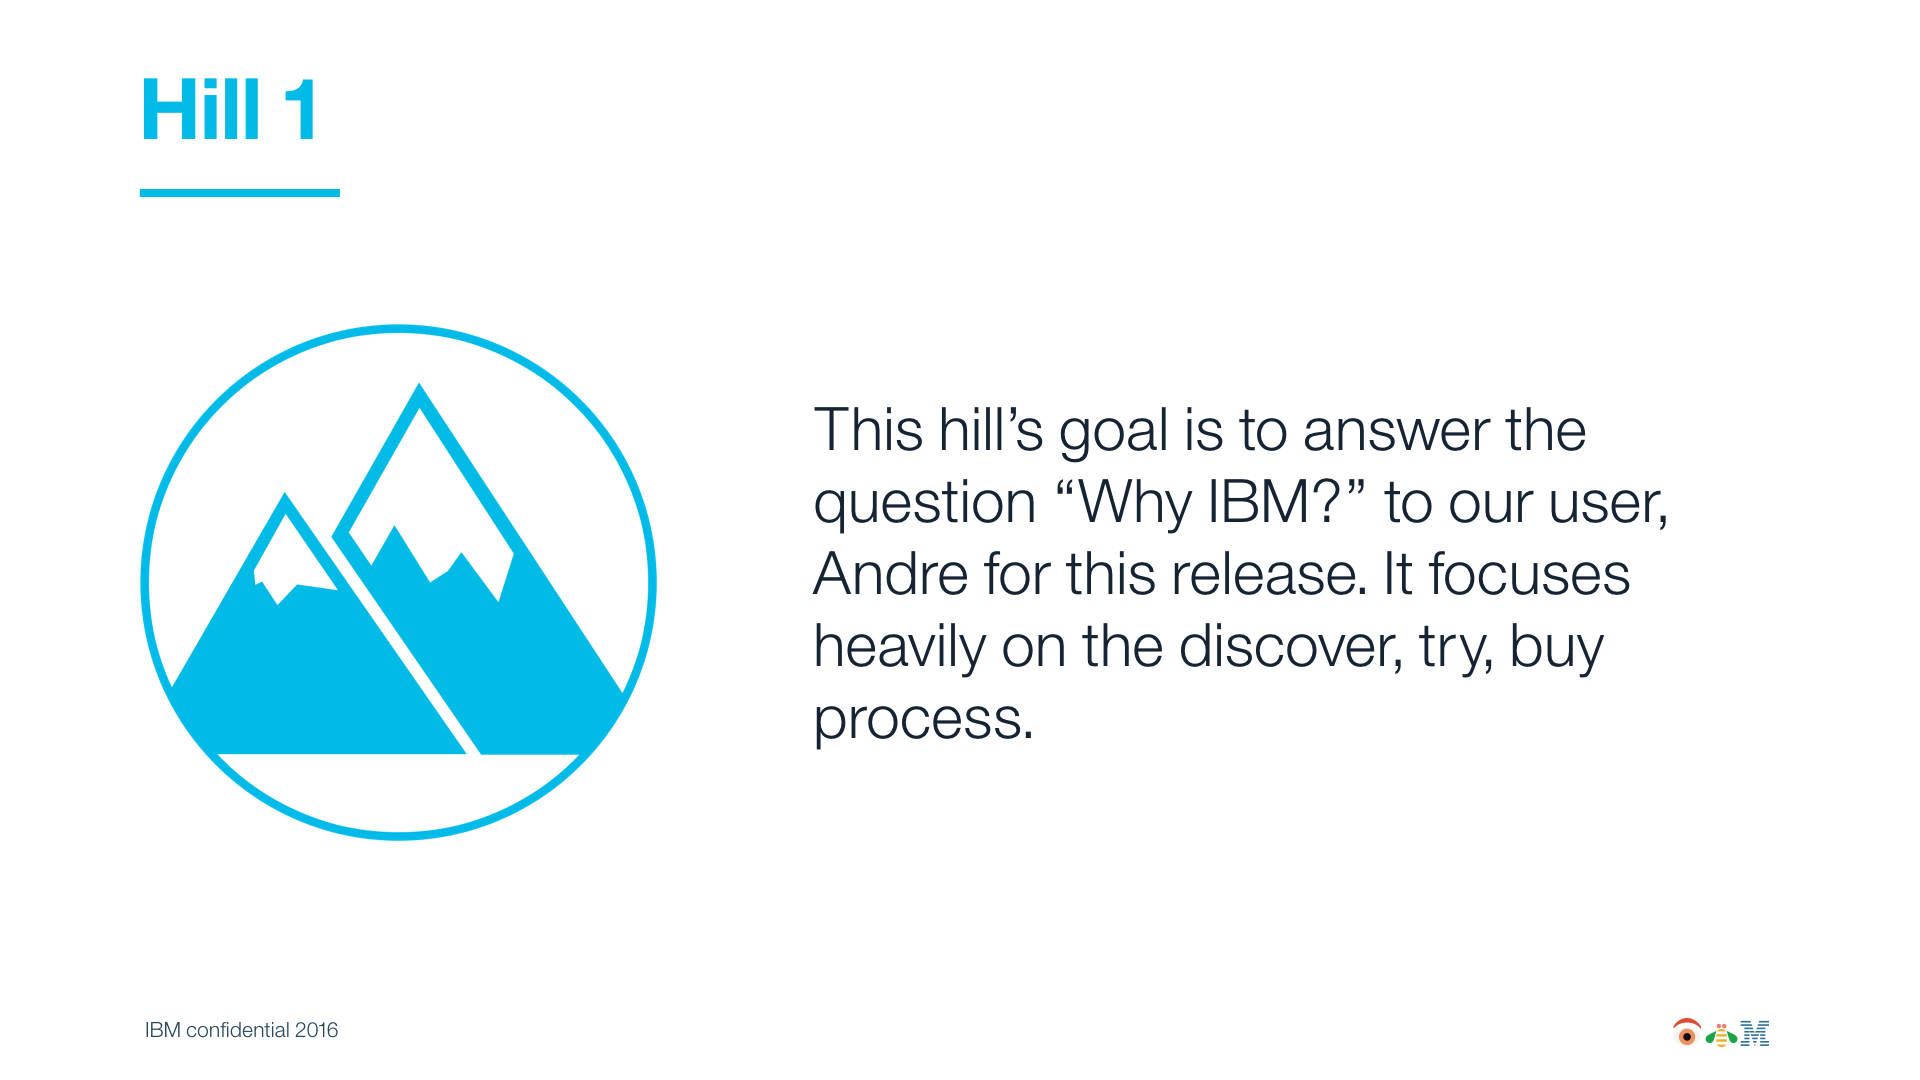 Hill 1
This hill’s goal is to answer the
question “Why IBM?” to our user,
Andre for this release. It focuses
heavily on the discover, try, buy
process.
IBM confidential 2016
M